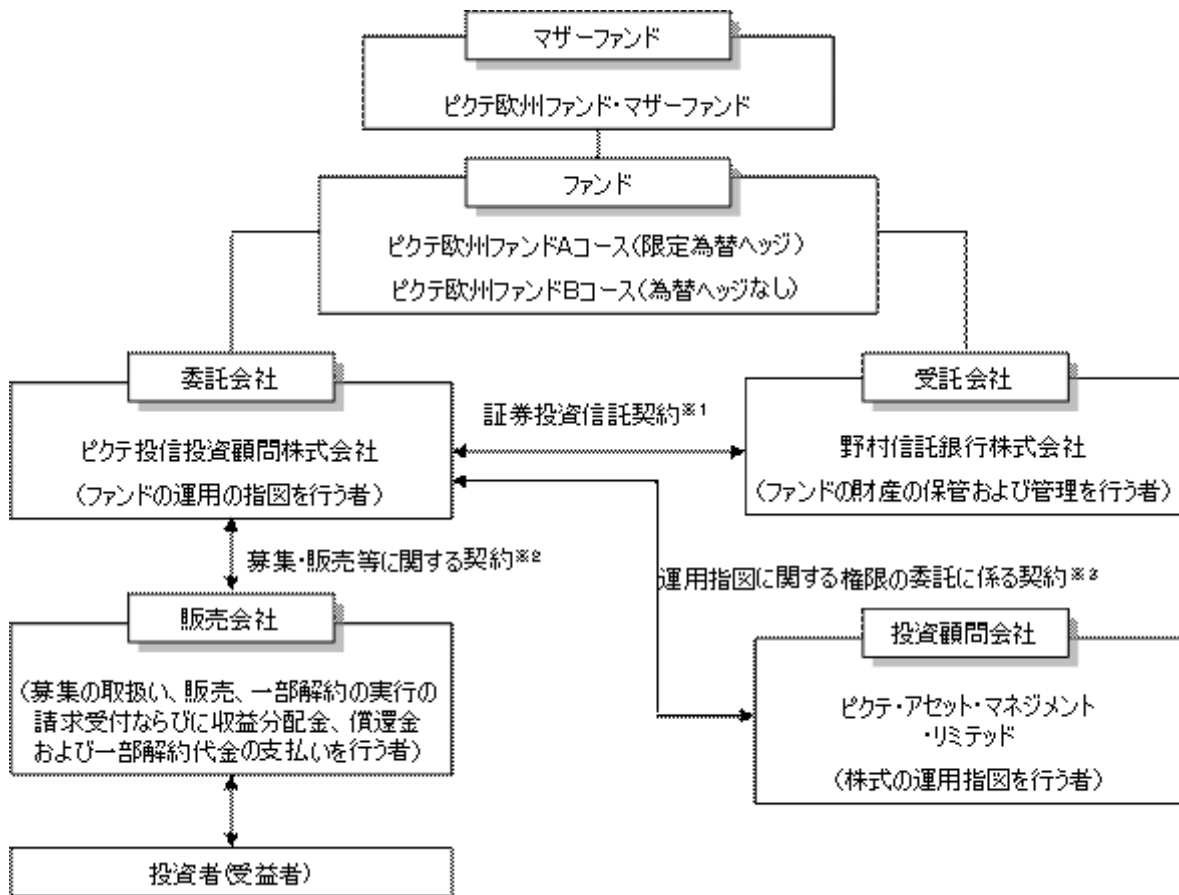 マザーファンド
ピクテ欧州ファンド・マザーファンド
ファンド
ピクテ欧州ファンドAコース(限定為替ヘッジ)
ピクテ欧州ファンドBコース(為替ヘッジなし)
委託会社
ピクテ投信投資顧問株式会社
(ファンドの運用の指図を行う者)
証券投資信託契約※1
受託会社
野村信託銀行株式会社
(ファンドの財産の保管および管理を行う者)
募集・販売等に関する契約※2
運用指図に関する権限の委託に係る契約※3
販売会社
(募集の取扱い、販売、一部解約の実行の
請求受付ならびに収益分配金、償還金
および一部解約代金の支払いを行う者)
投資顧問会社
ピクテ・アセット・マネジメント
・リミテッド
(株式の運用指図を行う者)
投資者(受益者)